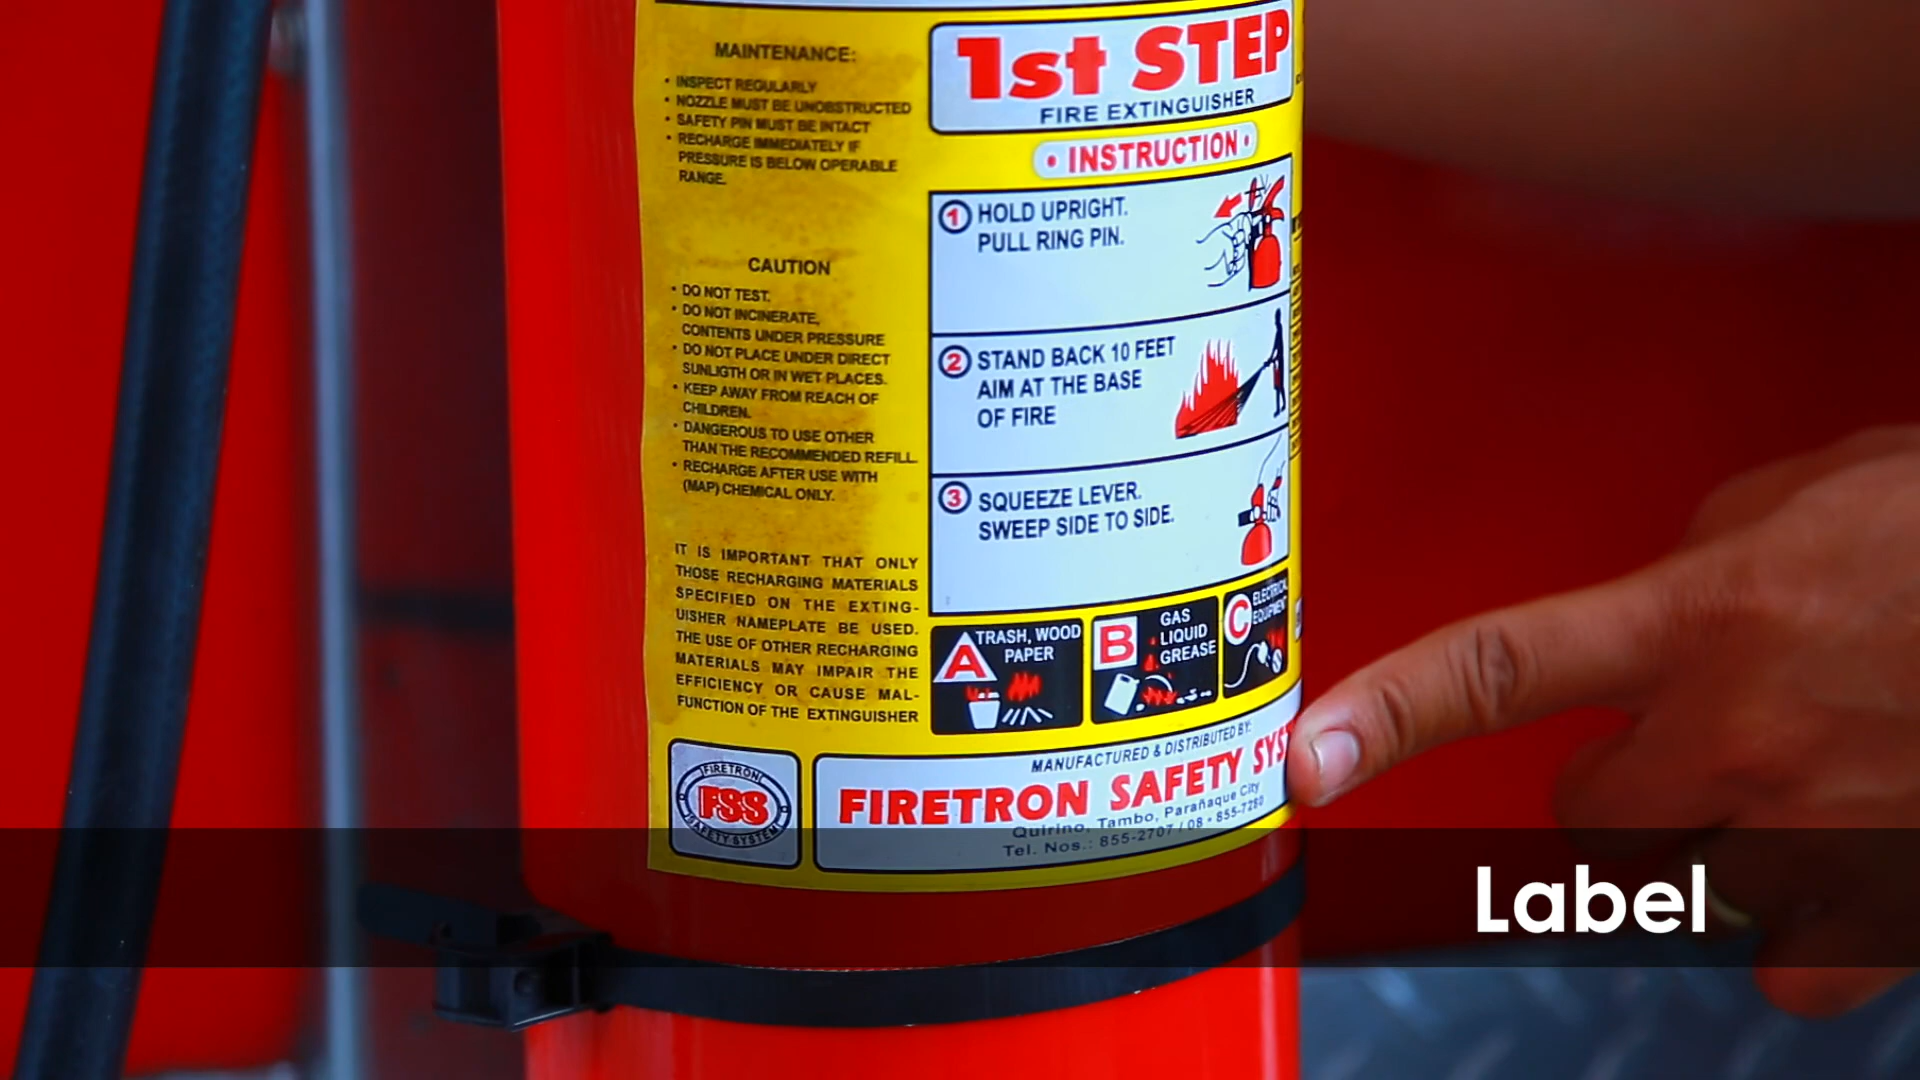 MAINTENANCE:
• INSPECT REGULARLY
• NOZZLE MUST BE UNOBSTRUCTED
• SAFETY PIN MUST BE INTACT
• RECHARGE IMMEDIATELY IF
PRESSURE IS BELOW OPERABLE
RANGE.
CAUTION
• DO NOT TEST.
• DO NOT INCINERATE,
CONTENTS UNDER PRESSURE
• DO NOT PLACE UNDER DIRECT
SUNLIGTH OR IN WET PLACES.
• KEEP AWAY FROM REACH OF
CHILDREN.
• DANGEROUS TO USE OTHER
THAN THE RECOMMENDED REFILL.
• RECHARGE AFTER USE WITH
(MAP) CHEMICAL ONLY.
IT IS IMPORTANT THAT ONLY
THOSE RECHARGING MATERIALS
SPECIFIED ON THE EXTING-
UISHER NAMEPLATE BE USED.
THE USE OF OTHER RECHARGING
MATERIALS MAY IMPAIR THE
EFFICIENCY OR CAUSE MAL-
FUNCTION OF THE EXTINGUISHER
1st STEP
FIRE EXTINGUISHER
• INSTRUCTION •
1 HOLD UPRIGHT.
PULL RING PIN.
2 STAND BACK 10 FEET
AIM AT THE BASE
OF FIRE
3 SQUEEZE LEVER.
SWEEP SIDE TO SIDE.
A TRASH, WOOD
PAPER
B GAS
LIQUID
GREASE
C ELECTRICAL
EQUIPMENT
FIRETRON
FSS
SAFETY SYSTEM
MANUFACTURED & DISTRIBUTED BY:
FIRETRON SAFETY SYS
Quirino, Tambo, Parañaque City
Tel. Nos.: 855-2707 / 08 • 855-7280
Label